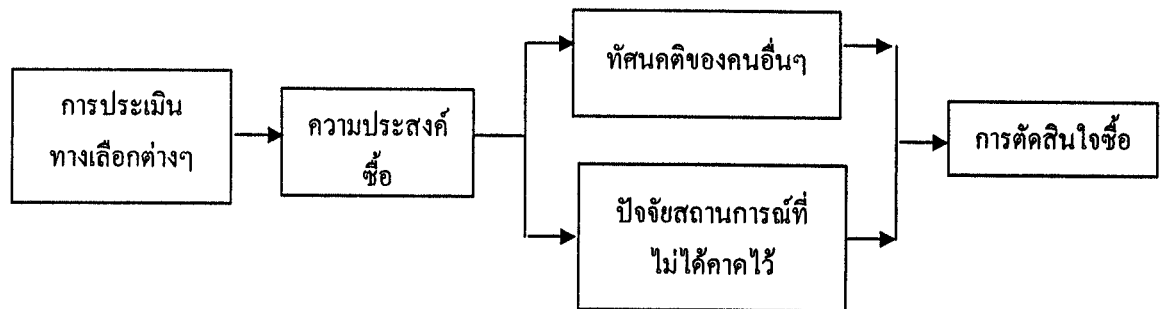 การประเมิน
ทางเลือกต่างๆ
ความประสงค์
ซื้อ
ทัศนคติของคนอื่นๆ
ปัจจัยสถานการณ์ที่
ไม่ได้คาดไว้
การตัดสินใจซื้อ